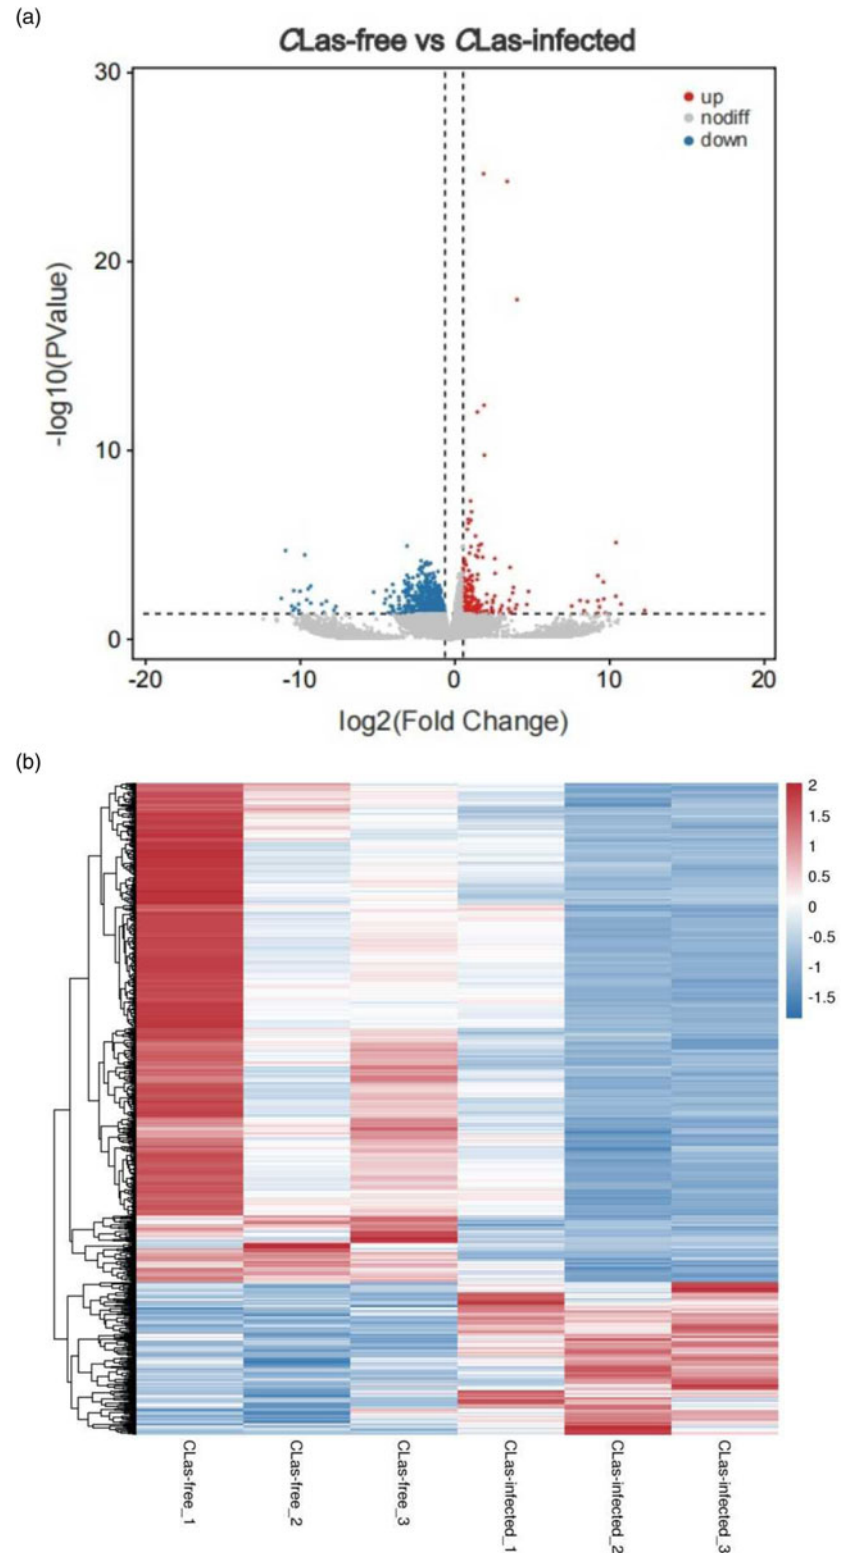 (a)
CLas-free vs CLas-infected
30
20
10
0
-log10(PValue)
up
nodiff
down
-20
-10
0
10
20
log2(Fold Change)
(b)
2
1.5
1
0.5
0
-0.5
-1
-1.5
CLas-free_1
CLas-free_2
CLas-free_3
CLas-infected_1
CLas-infected_2
CLas-infected_3